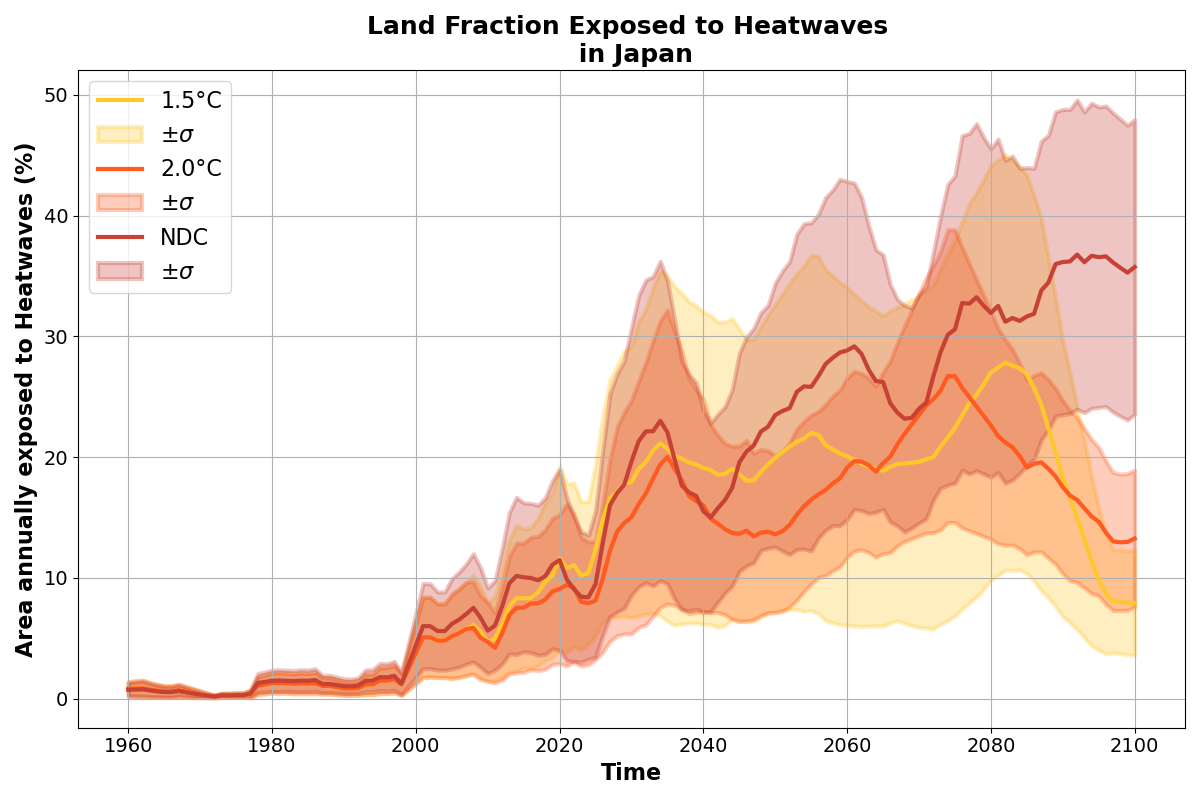 Land Fraction Exposed to Heatwaves
in Japan
Area annually exposed to Heatwaves (%)
50
40
30
20
10
0
1.5°C
±σ
2.0°C
±σ
NDC
±σ
1960 1980 2000 2020 2040 2060 2080 2100
Time